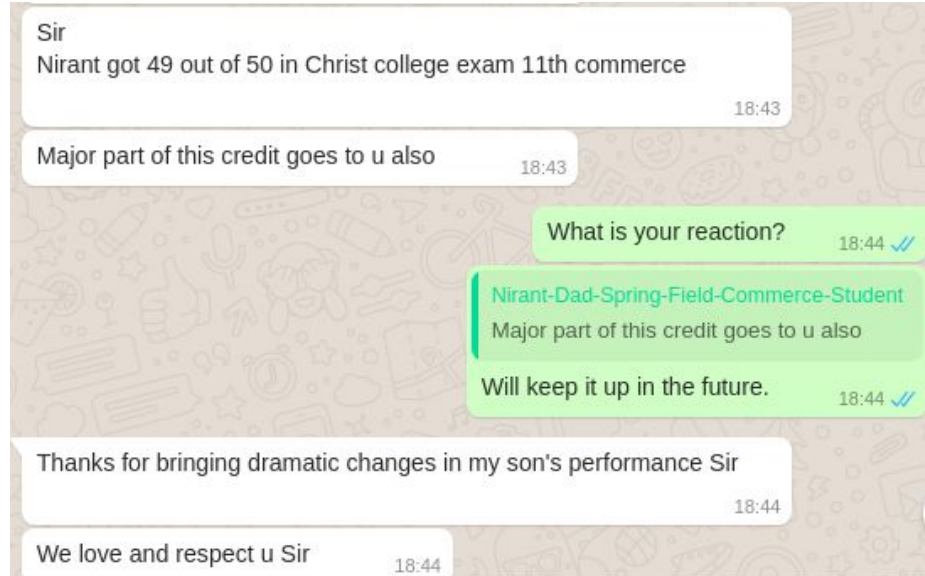 Sir
Nirant got 49 out of 50 in Christ college exam 11th commerce
18:43
Major part of this credit goes to u also
18:43
What is your reaction?
18:44
Nirant-Dad-Spring-Field-Commerce-Student
Major part of this credit goes to u also
Will keep it up in the future.
18:44
Thanks for bringing dramatic changes in my son's performance Sir
18:44
We love and respect u Sir
18:44